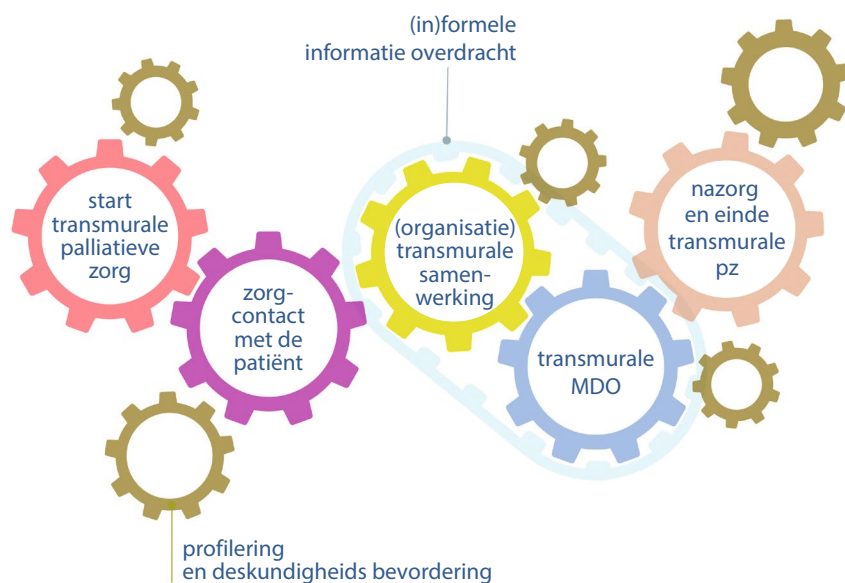 (in)formele
informatie overdracht
start
transmurale
palliatieve
zorg
zorg-
contact
met de
patiënt
(organisatie)
transmurale
samen-
werking
transmurale
MDO
nazorg
en einde
transmurale
pz
profilering
en deskundigheids bevordering